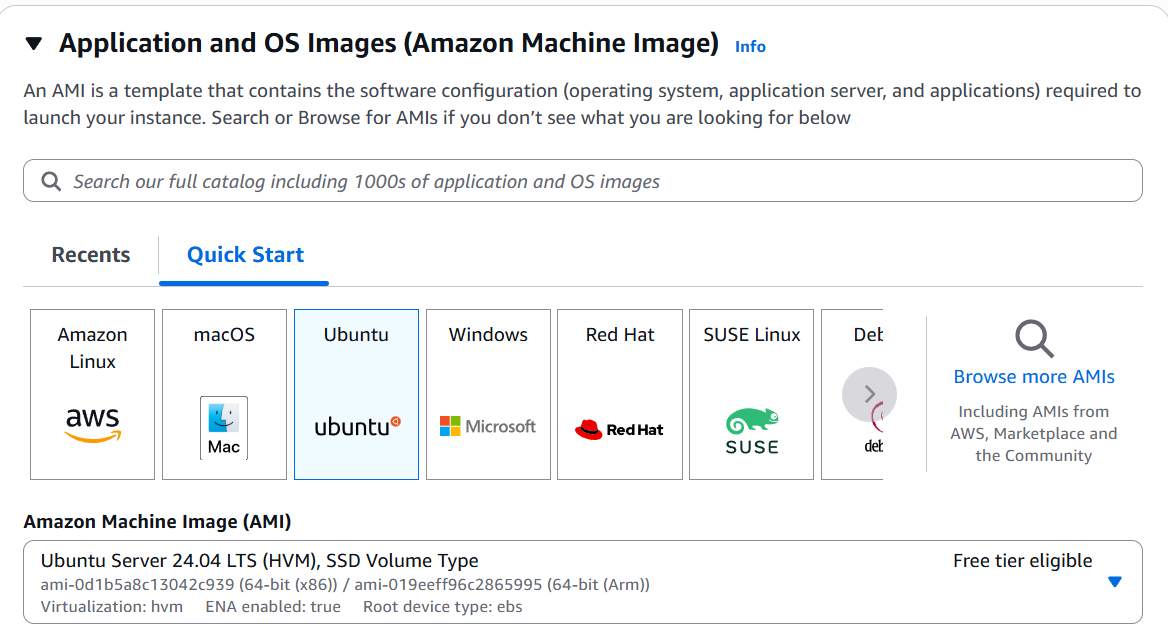 Application and OS Images (Amazon Machine Image) Info
An AMI is a template that contains the software configuration (operating system, application server, and applications) required to
launch your instance. Search or Browse for AMIs if you don’t see what you are looking for below
Search our full catalog including 1000s of application and OS images
Recents
Quick Start
Amazon
Linux
aws
macOS
Mac
Ubuntu
ubuntu
Windows
Microsoft
Red Hat
Red Hat
SUSE Linux
SUSE
Deb
deb
Browse more AMIs
Including AMIs from
AWS, Marketplace and
the Community
Amazon Machine Image (AMI)
Ubuntu Server 24.04 LTS (HVM), SSD Volume Type
Free tier eligible
ami-0d1b5a8c13042c939 (64-bit (x86)) / ami-019eeff96c2865995 (64-bit (Arm))
Virtualization: hvm ENA enabled: true Root device type: ebs